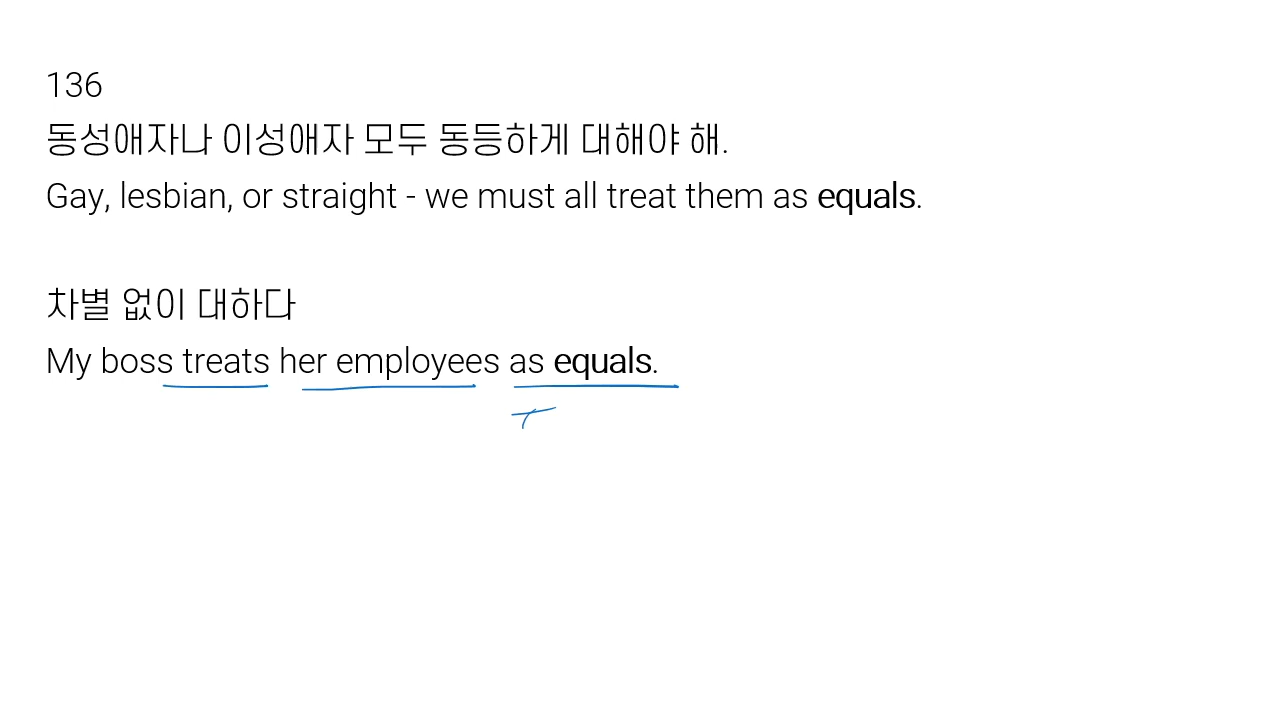 136
동성애자나 이성애자 모두 동등하게 대해야 해.
Gay, lesbian, or straight - we must all treat them as equals.
차별 없이 대하다
My boss treats her employees as equals.